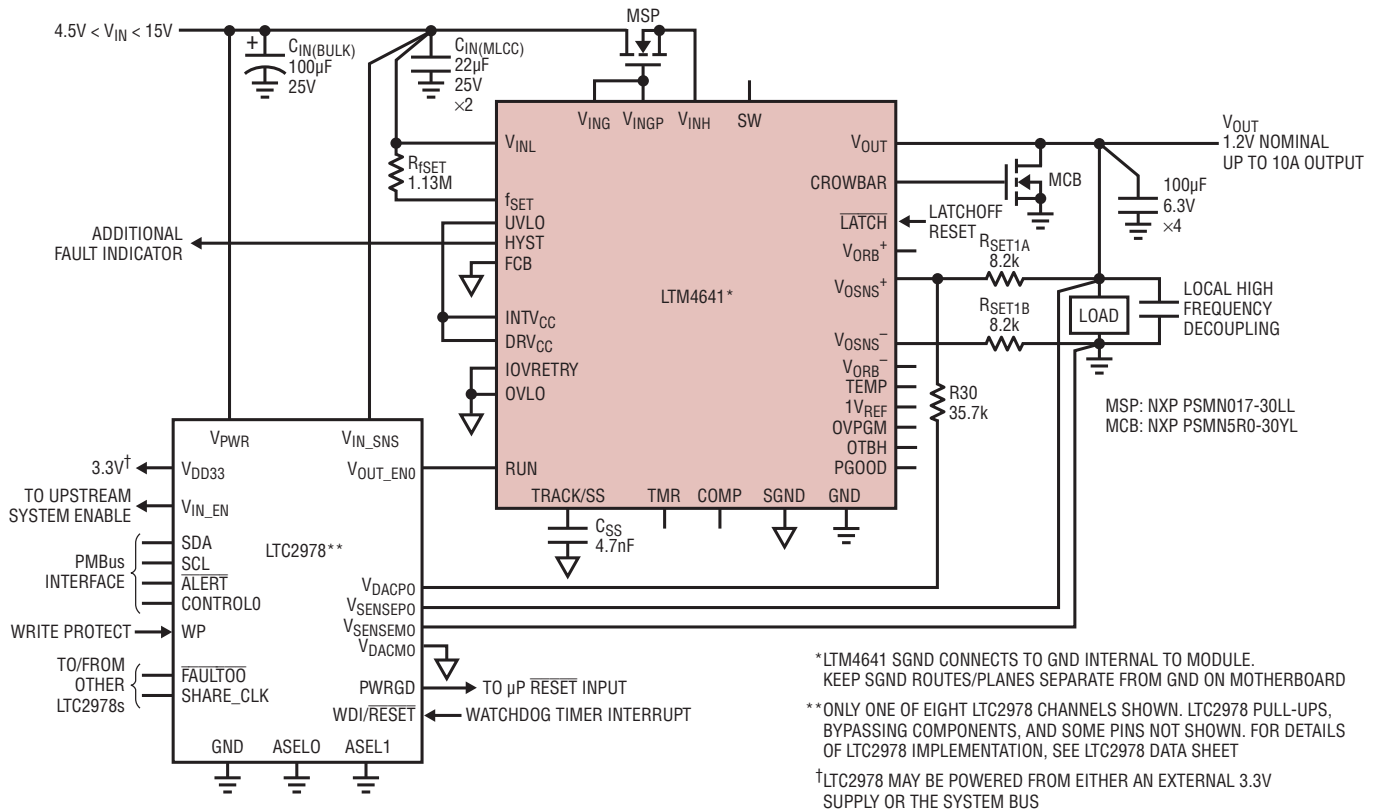 MSP
4.5V < VIN < 15V
+
CIN(BULK)
100µF
25V
CIN(MLCC)
22µF
25V
×2
VING
VINGP
VINH
SW
VINL
RfSET
1.13M
fSET
UVLO
HYST
FCB
INTVCC
DRVCC
IOVRETRY
OVLO
RUN
LTM4641*
VOUT
CROWBAR
LATCH
VORB+
VOSNS+
VOSNS–
VORB–
TEMP
1VREF
OVPGM
OTBH
PGOOD
TRACK/SS
TMR
COMP
SGND
GND
CSS
4.7nF
ADDITIONAL
FAULT INDICATOR
MCB
VOUT
1.2V NOMINAL
UP TO 10A OUTPUT
100µF
6.3V
×4
LATCHOFF
RESET
RSET1A
8.2k
RSET1B
8.2k
LOAD
LOCAL HIGH
FREQUENCY
DECOUPLING
R30
35.7k
MSP: NXP PSMN017-30LL
MCB: NXP PSMN5R0-30YL
VPWR
VIN_SNS
VDD33
VOUT_EN0
VIN_EN
SDA
SCL
ALERT
CONTROL0
WP
FAULTOO
SHARE_CLK
LTC2978**
VDACPO
VSENSEPO
VSENSEMO
VDACMO
PWRGD
WDI/RESET
GND
ASEL0
ASEL1
3.3V†
TO UPSTREAM
SYSTEM ENABLE
PMBus
INTERFACE
WRITE PROTECT
TO/FROM
OTHER
LTC2978s
TO µP RESET INPUT
WATCHDOG TIMER INTERRUPT
*LTM4641 SGND CONNECTS TO GND INTERNAL TO MODULE.
KEEP SGND ROUTES/PLANES SEPARATE FROM GND ON MOTHERBOARD
**ONLY ONE OF EIGHT LTC2978 CHANNELS SHOWN. LTC2978 PULL-UPS,
BYPASSING COMPONENTS, AND SOME PINS NOT SHOWN. FOR DETAILS
OF LTC2978 IMPLEMENTATION, SEE LTC2978 DATA SHEET
†LTC2978 MAY BE POWERED FROM EITHER AN EXTERNAL 3.3V
SUPPLY OR THE SYSTEM BUS